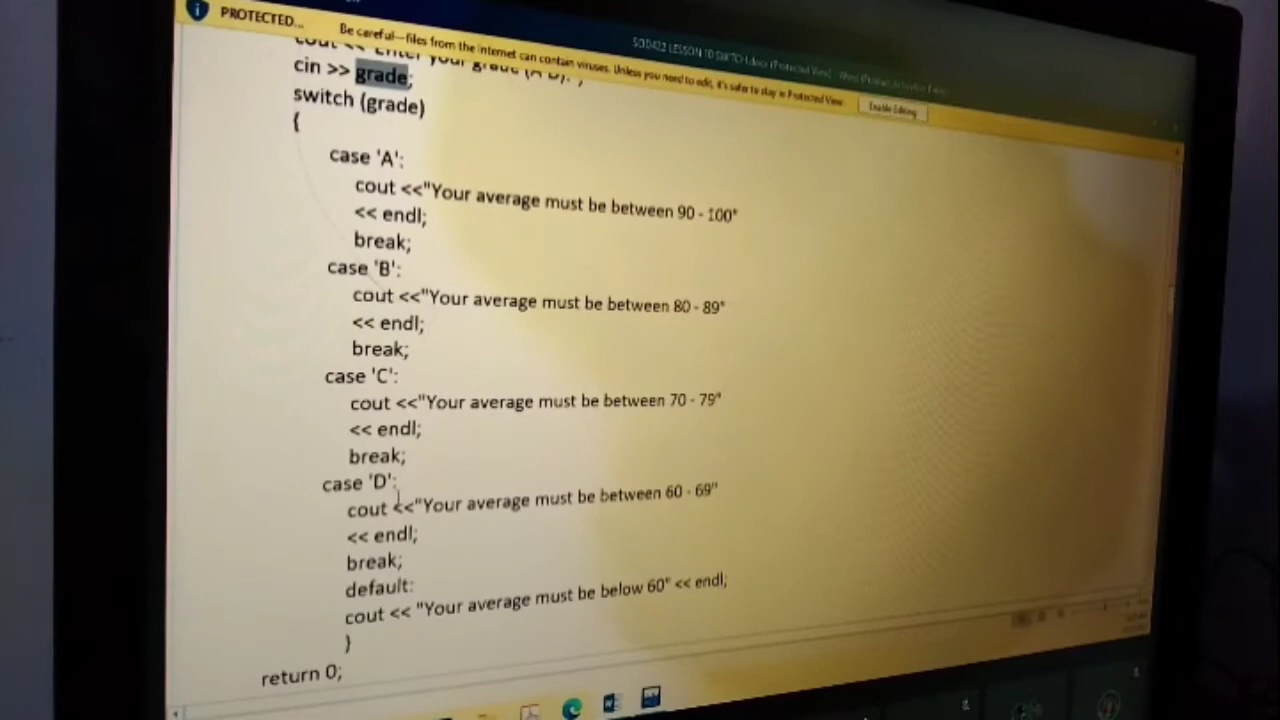 PROTECTED...
Be careful—files from the Internet can contain viruses. Unless you need to edit, it's safer to stay in Protected View.
Enable Editing
cout << "Enter your grade
cin >> grade;
switch (grade)
{
case 'A':
cout <<"Your average must be between 90 - 100"
<< endl;
break;
case 'B':
cout <<"Your average must be between 80 - 89"
<< endl;
break;
case 'C':
cout <<"Your average must be between 70 - 79"
<< endl;
break;
case 'D':
cout <<"Your average must be between 60 - 69"
<< endl;
break;
default:
cout << "Your average must be below 60" << endl;
}
return 0;